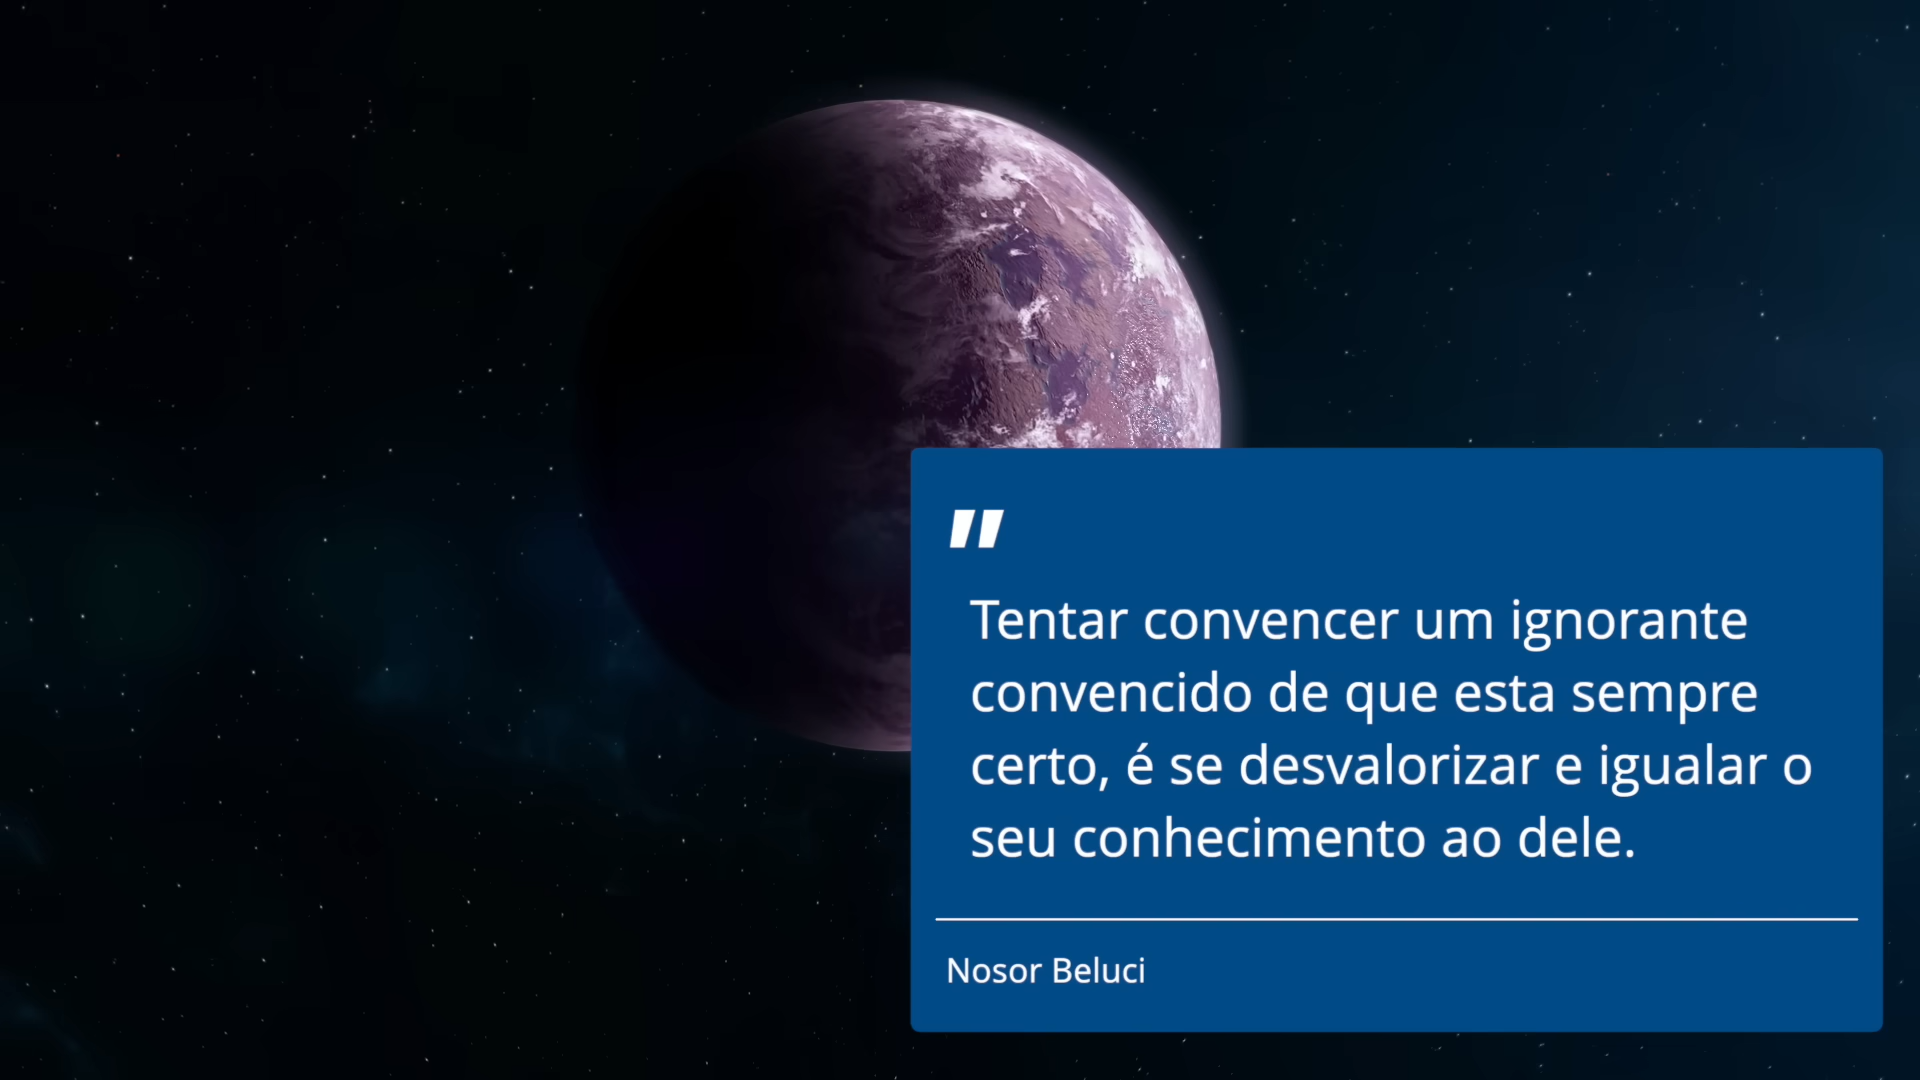 "
Tentar convencer um ignorante
convencido de que esta sempre
certo, é se desvalorizar e igualar o
seu conhecimento ao dele.
Nosor Beluci